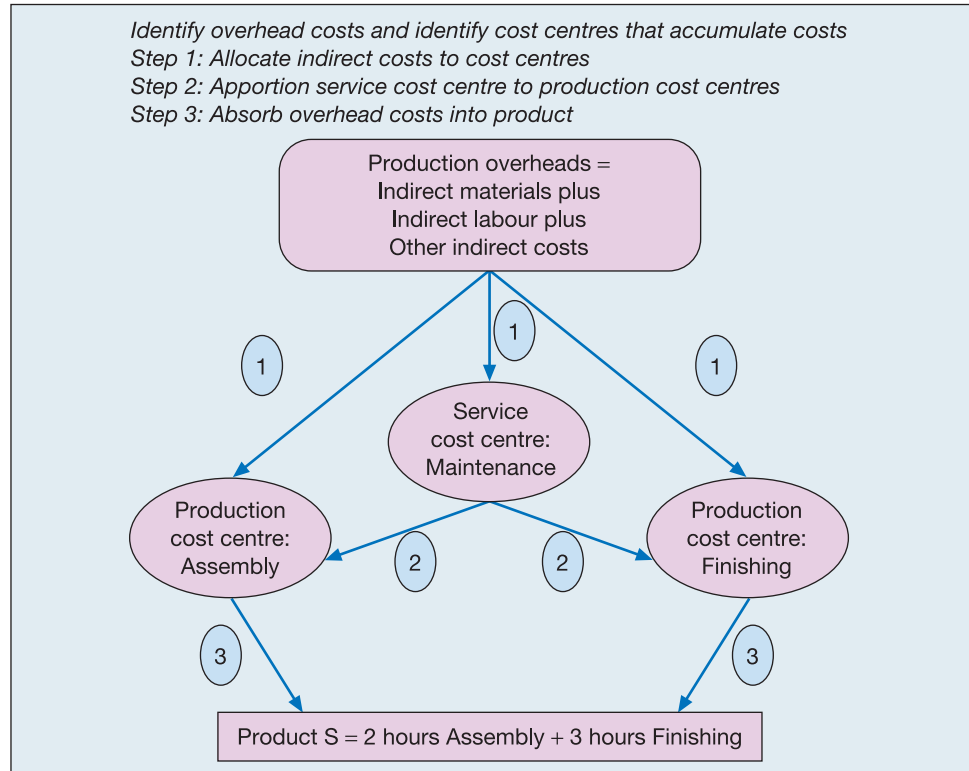 Identify overhead costs and identify cost centres that accumulate costs
Step 1: Allocate indirect costs to cost centres
Step 2: Apportion service cost centre to production cost centres
Step 3: Absorb overhead costs into product
Production overheads =
Indirect materials plus
Indirect labour plus
Other indirect costs
1
1
1
Service
cost centre:
Maintenance
Production
cost centre:
Assembly
Production
cost centre:
Finishing
2
2
3
3
Product S = 2 hours Assembly + 3 hours Finishing